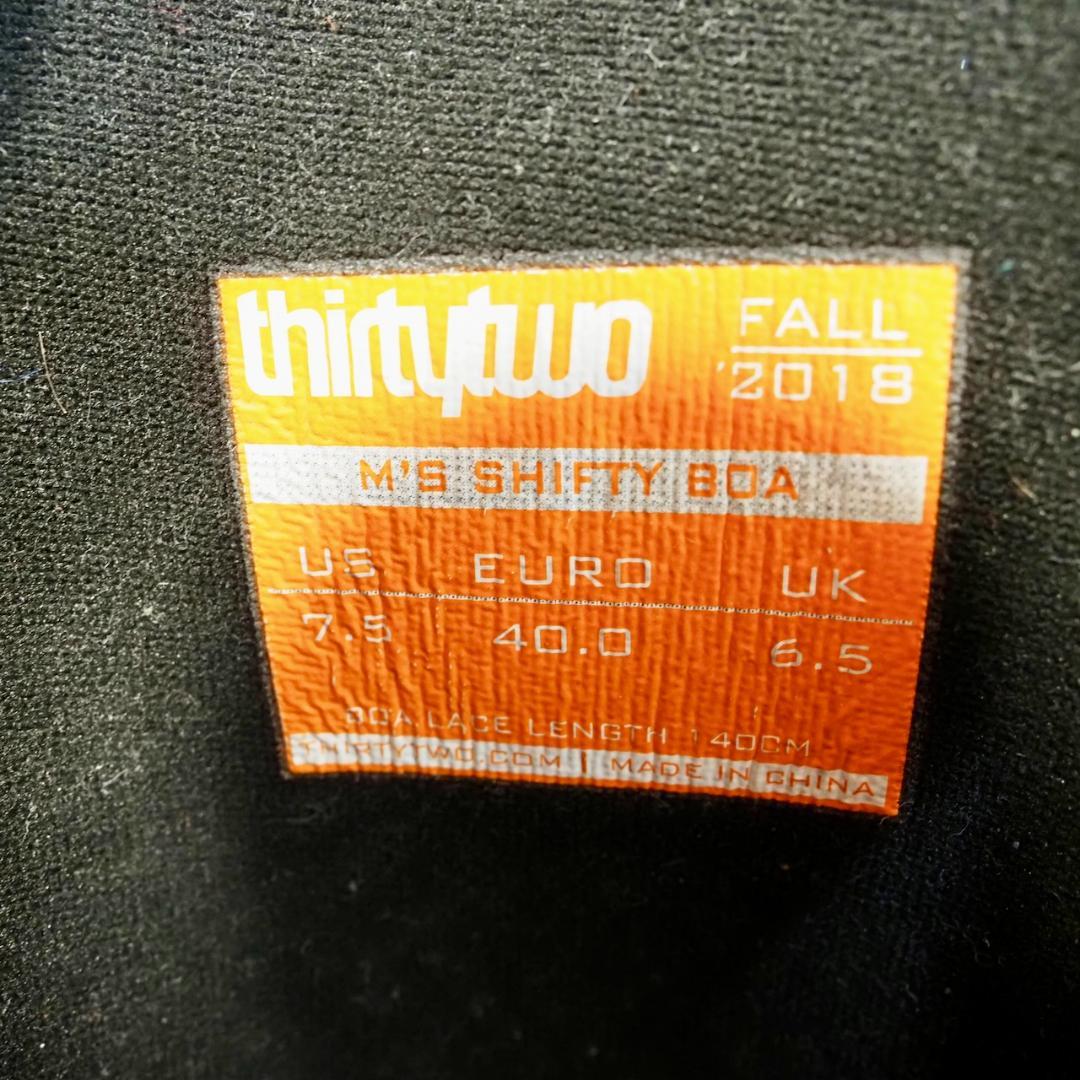 thirtytwo FALL
'2018
M'S SHIFTY BOA
US EURO UK
7.5 40.0 6.5
BOA LACE LENGTH 140CM
THIRTYTWO.COM | MADE IN CHINA